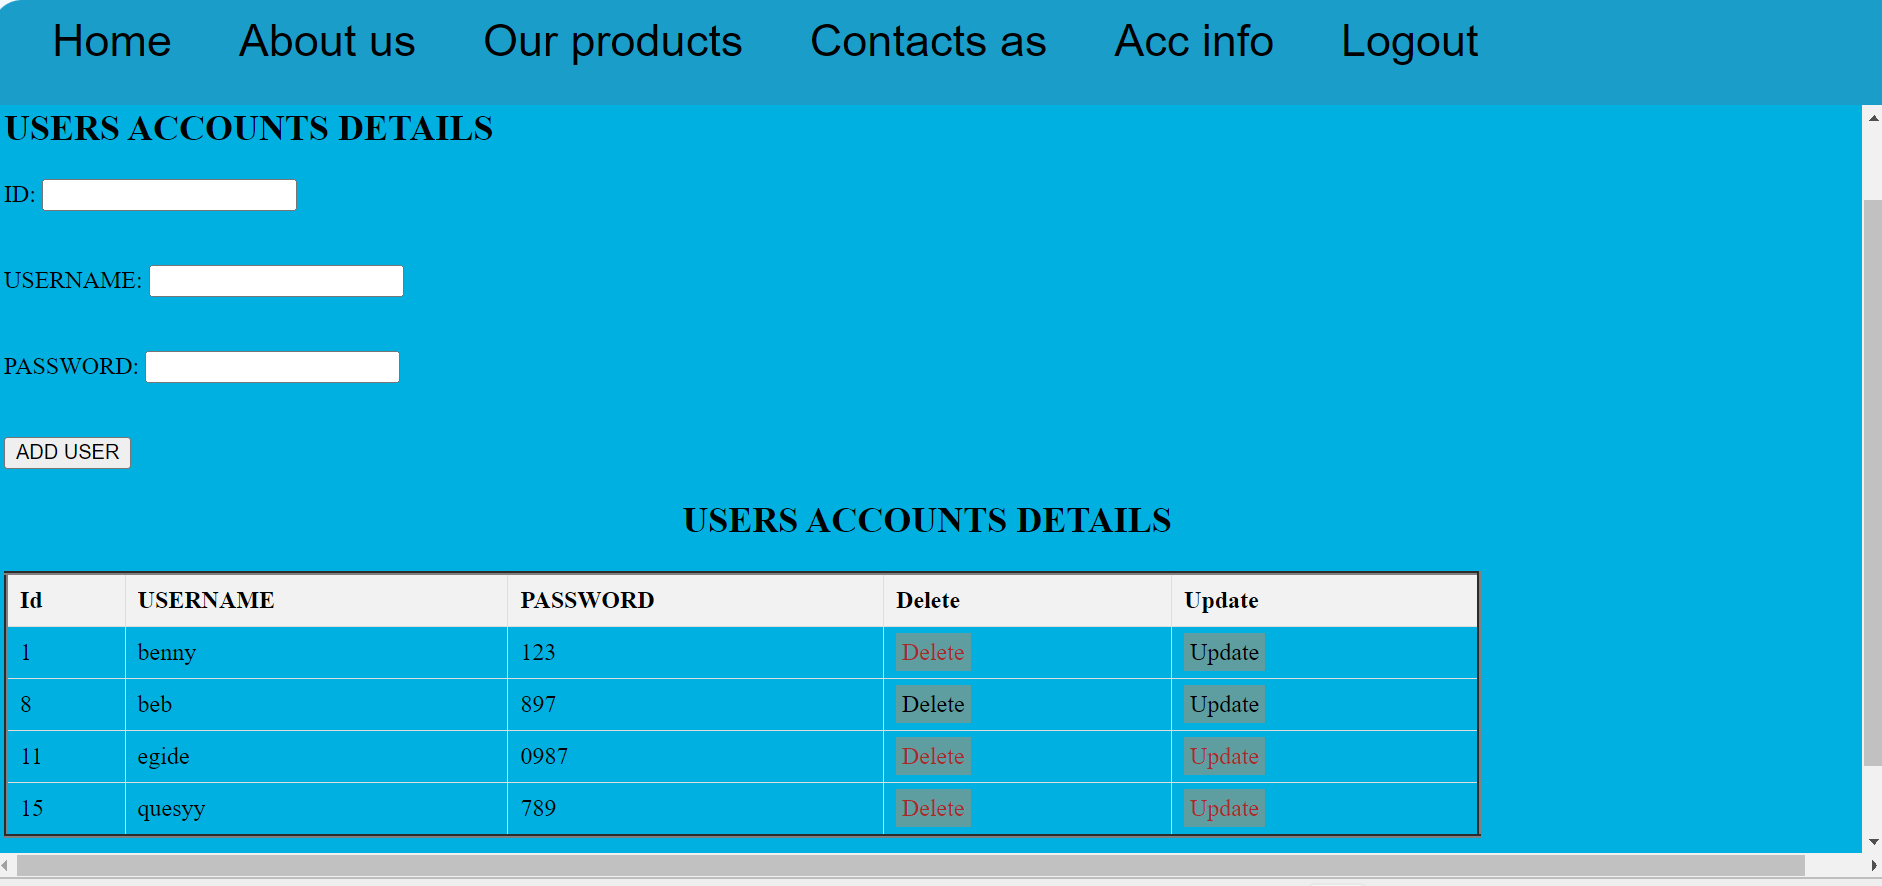 Home About us Our products Contacts as Acc info Logout
USERS ACCOUNTS DETAILS
ID:
USERNAME:
PASSWORD:
ADD USER
USERS ACCOUNTS DETAILS
Id USERNAME PASSWORD Delete Update
1 benny 123 Delete Update
8 beb 897 Delete Update
11 egide 0987 Delete Update
15 quesyy 789 Delete Update